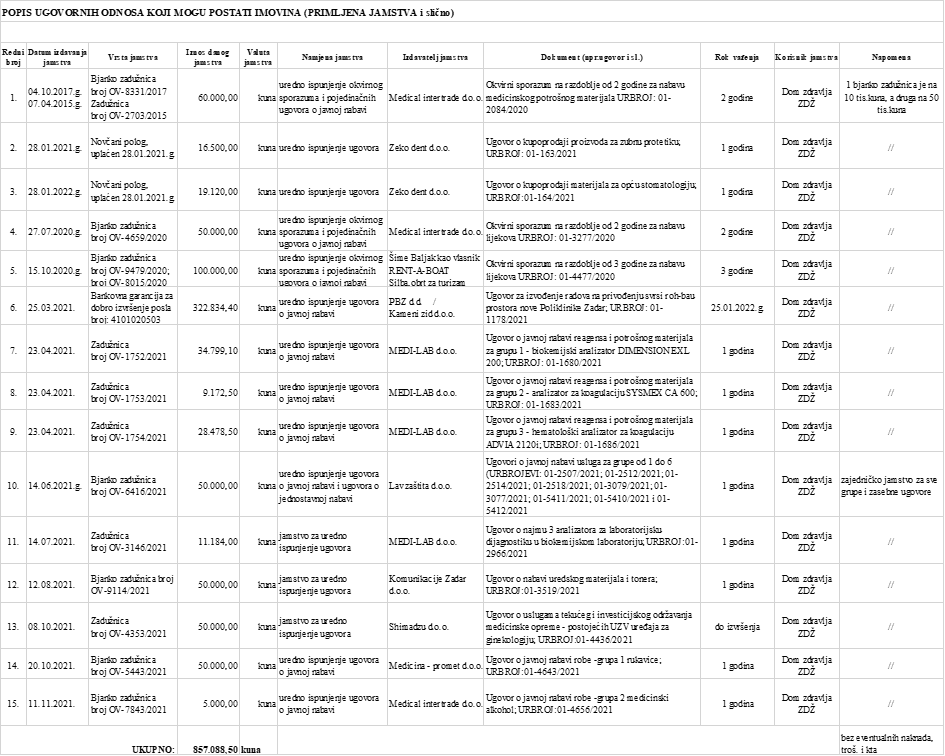 POPIS UGOVORNIH ODNOSA KOJI MOGU POSTATI IMOVINA (PRIMLJENA JAMSTVA i slično)
Redni broj
Datum izdavanja jamstva
Vrsta jamstva
Iznos danog jamstva
Valuta jamstva
Namjena jamstva
Izdavatelj jamstva
Dokument (npr.ugovor i sl.)
Rok važenja
Korisnik jamstva
Napomena
1.
04.10.2017.g.
07.04.2015.g.
Bjanko zadužnica
broj OV-8331/2017
Zadužnica
broj OV-2703/2015
60.000,00
kuna
uredno ispunjenje okvirnog
sporazuma i pojedinačnih
ugovora o javnoj nabavi
Medical intertrade d.o.o.
Okvirni sporazum na razdoblje od 2 godine za nabavu
medicinskog potrošnog materijala URBROJ: 01-
2084/2020
2 godine
Dom zdravlja
ZDŽ
1 bjanko zadužnica je na
10 tis.kuna, a druga na 50
tis.kuna
2.
28.01.2021.g.
Novčani polog,
uplaćen 28.01.2021.g.
16.500,00
kuna
uredno ispunjenje ugovora
Zeko dent d.o.o.
Ugovor o kupoprodaji proizvoda za zubnu protetiku;
URBROJ: 01-163/2021
1 godina
Dom zdravlja
ZDŽ
//
3.
28.01.2022.g.
Novčani polog,
uplaćen 28.01.2021.g.
19.120,00
kuna
uredno ispunjenje ugovora
Zeko dent d.o.o.
Ugovor o kupoprodaji materijala za opću stomatologiju;
URBROJ:01-164/2021
1 godina
Dom zdravlja
ZDŽ
//
4.
27.07.2020.g.
Bjanko zadužnica
broj OV-4659/2020
50.000,00
kuna
uredno ispunjenje okvirnog
sporazuma i pojedinačnih
ugovora o javnoj nabavi
Medical intertrade d.o.o.
Okvirni sporazum na razdoblje od 2 godine za nabavu
lijekova URBROJ: 01-3277/2020
2 godine
Dom zdravlja
ZDŽ
//
5.
15.10.2020.g.
Bjanko zadužnica
broj OV-9479/2020;
broj OV-8015/2020
100.000,00
kuna
uredno ispunjenje okvirnog
sporazuma i pojedinačnih
ugovora o javnoj nabavi
Šime Baljak kao vlasnik
RENT-A-BOAT
Silba, obrt za turizam
Okvirni sporazum na razdoblje od 3 godine za nabavu
lijekova URBROJ: 01-4477/2020
3 godine
Dom zdravlja
ZDŽ
//
6.
25.03.2021.
Bankovna garancija za
dobro izvršenje posla
broj: 4101020503
322.834,40
kuna
uredno ispunjenje ugovora
o javnoj nabavi
PBZ d.d. /
Kameni zid d.o.o.
Ugovor za izvođenje radova na privođenju svrsi roh-bau
prostora nove Poliklinike Zadar; URBROJ: 01-
1178/2021
25.01.2022.g.
Dom zdravlja
ZDŽ
//
7.
23.04.2021.
Zadužnica
broj OV-1752/2021
34.799,10
kuna
uredno ispunjenje ugovora
o javnoj nabavi
MEDI-LAB d.o.o.
Ugovor o javnoj nabavi reagensa i potrošnog materijala
za grupu 1 - biokemijski analizator DIMENSION EXL
200; URBROJ: 01-1680/2021
1 godina
Dom zdravlja
ZDŽ
//
8.
23.04.2021.
Zadužnica
broj OV-1753/2021
9.172,50
kuna
uredno ispunjenje ugovora
o javnoj nabavi
MEDI-LAB d.o.o.
Ugovor o javnoj nabavi reagensa i potrošnog materijala
za grupu 2 - analizator za koagulaciju SYSMEX CA 600;
URBROJ: 01-1683/2021
1 godina
Dom zdravlja
ZDŽ
//
9.
23.04.2021.
Zadužnica
broj OV-1754/2021
28.478,50
kuna
uredno ispunjenje ugovora
o javnoj nabavi
MEDI-LAB d.o.o.
Ugovor o javnoj nabavi reagensa i potrošnog materijala
za grupu 3 - hematološki analizator za koagulaciju
ADVIA 2120i; URBROJ: 01-1686/2021
1 godina
Dom zdravlja
ZDŽ
//
10.
14.06.2021.g.
Bjanko zadužnica
broj OV-6416/2021
50.000,00
kuna
uredno ispunjenje ugovora
o javnoj nabavi i ugovora o
jednostavnoj nabavi
Lav zaštita d.o.o.
Ugovori o javnoj nabavi usluga za grupe od 1 do 6
(URBROJEVI: 01-2507/2021; 01-2512/2021; 01-
2514/2021; 01-2518/2021; 01-3079/2021; 01-
3077/2021; 01-5411/2021; 01-5410/2021 i 01-
5412/2021
1 godina
Dom zdravlja
ZDŽ
zajedničko jamstvo za sve
grupe i zasebne ugovore
11.
14.07.2021.
Zadužnica
broj OV-3146/2021
11.184,00
kuna
jamstvo za uredno
ispunjenje ugovora
MEDI-LAB d.o.o.
Ugovor o najmu 3 analizatora za laboratorijsku
dijagnostiku u biokemijskom laboratoriju; URBROJ:01-
2966/2021
1 godina
Dom zdravlja
ZDŽ
//
12.
12.08.2021.
Bjanko zadužnica broj
OV-9114/2021
50.000,00
kuna
jamstvo za uredno
ispunjenje ugovora
Komunikacije Zadar
d.o.o.
Ugovor o nabavi uredskog materijala i tonera;
URBROJ:01-3519/2021
1 godina
Dom zdravlja
ZDŽ
//
13.
08.10.2021.
Zadužnica
broj OV-4353/2021
50.000,00
kuna
jamstvo za uredno
ispunjenje ugovora
Shimadzu d.o.o.
Ugovor o uslugama tekućeg i investicijskog održavanja
medicinske opreme - postojećih UZV uređaja za
ginekologiju; URBROJ:01-4436/2021
do izvršenja
Dom zdravlja
ZDŽ
//
14.
20.10.2021.
Bjanko zadužnica
broj OV-5443/2021
50.000,00
kuna
uredno ispunjenje ugovora
o javnoj nabavi
Medicina - promet d.o.o.
Ugovor o javnoj nabavi robe -grupa 1 rukavice;
URBROJ:01-4643/2021
1 godina
Dom zdravlja
ZDŽ
//
15.
11.11.2021.
Bjanko zadužnica
broj OV-7843/2021
5.000,00
kuna
uredno ispunjenje ugovora
o javnoj nabavi
Medical intertrade d.o.o.
Ugovor o javnoj nabavi robe -grupa 2 medicinski
alkohol; URBROJ:01-4656/2021
1 godina
Dom zdravlja
ZDŽ
//
UKUPNO:
857.088,50 kuna
bez eventualnih naknada,
troš. i kta